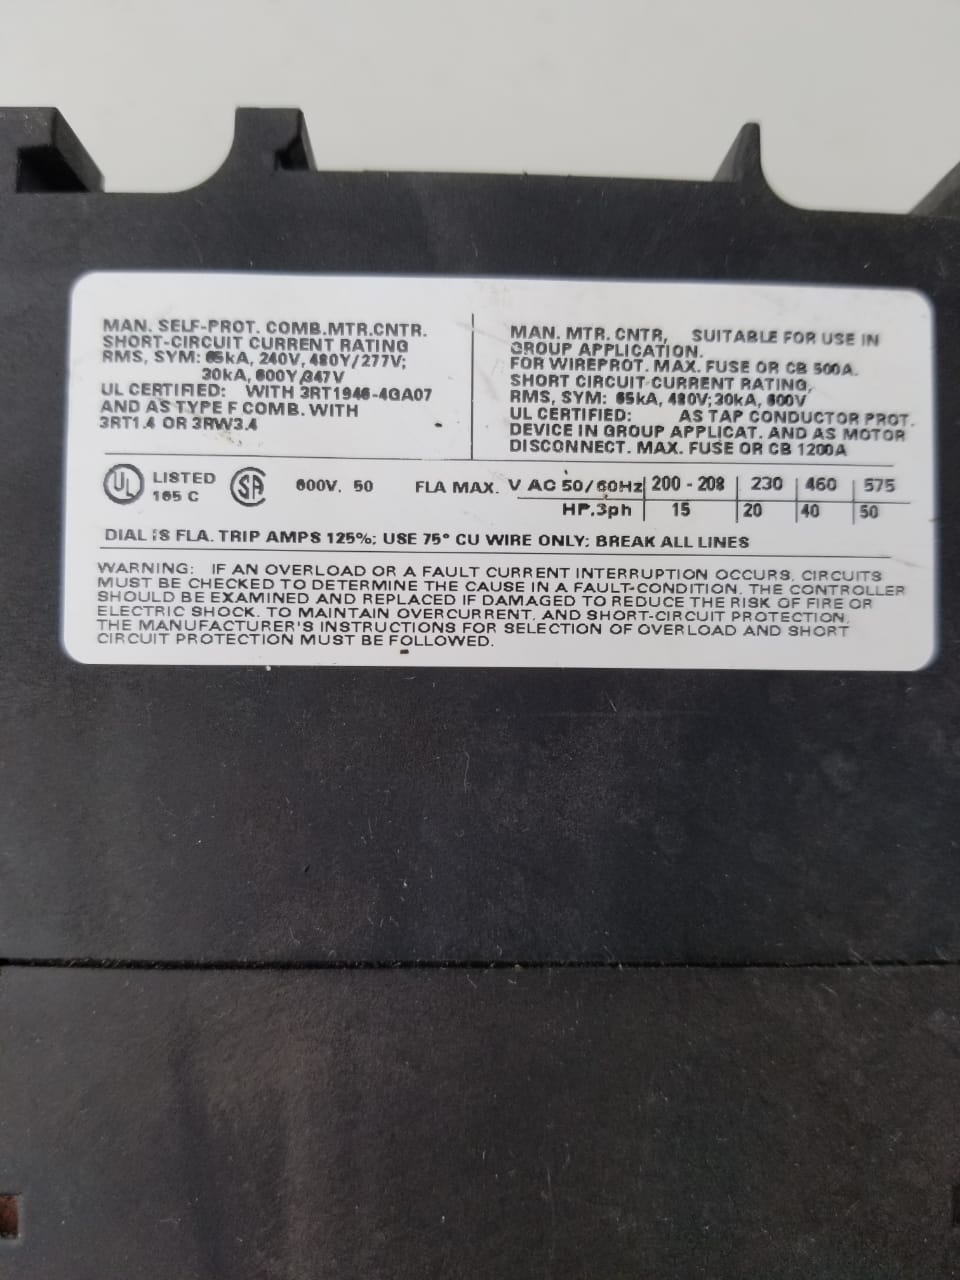 MAN. SELF-PROT. COMB.MTR.CNTR.
SHORT-CIRCUIT CURRENT RATING
RMS, SYM: 65kA, 240V, 480Y/277V;
30kA, 600Y/347V
UL CERTIFIED: WITH 3RT1946-4GA07
AND AS TYPE F COMB. WITH
3RT1.4 OR 3RW3.4
MAN. MTR. CNTR, SUITABLE FOR USE IN
GROUP APPLICATION.
FOR WIREPROT. MAX. FUSE OR CB 500A.
SHORT CIRCUIT CURRENT RATING,
RMS, SYM: 65kA, 480V; 30kA, 600V
UL CERTIFIED: AS TAP CONDUCTOR PROT.
DEVICE IN GROUP APPLICAT. AND AS MOTOR
DISCONNECT. MAX. FUSE OR CB 1200A
UL LISTED SA 600V, 50 FLA MAX. V AC 50/60Hz 200 - 208 230 460 575
165 C HP,3ph 15 20 40 50
DIAL IS FLA. TRIP AMPS 125%; USE 75° CU WIRE ONLY; BREAK ALL LINES
WARNING: IF AN OVERLOAD OR A FAULT CURRENT INTERRUPTION OCCURS, CIRCUITS
MUST BE CHECKED TO DETERMINE THE CAUSE IN A FAULT-CONDITION. THE CONTROLLER
SHOULD BE EXAMINED AND REPLACED IF DAMAGED TO REDUCE THE RISK OF FIRE OR
ELECTRIC SHOCK. TO MAINTAIN OVERCURRENT, AND SHORT-CIRCUIT PROTECTION,
THE MANUFACTURER'S INSTRUCTIONS FOR SELECTION OF OVERLOAD AND SHORT
CIRCUIT PROTECTION MUST BE FOLLOWED.